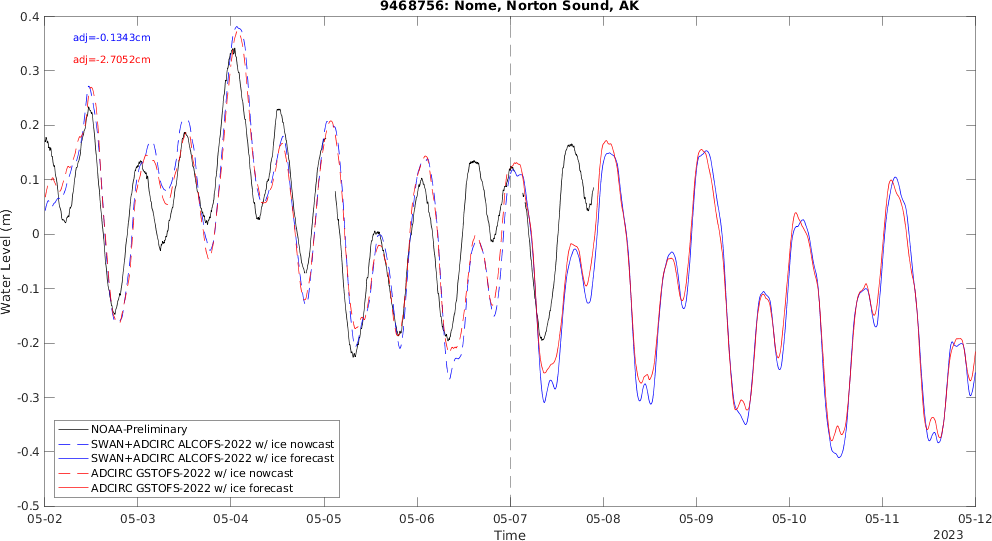 9468756: Nome, Norton Sound, AK
adj=-0.1343cm
adj=-2.7052cm
0.4
0.3
0.2
0.1
0
-0.1
-0.2
-0.3
-0.4
-0.5
Water Level (m)
NOAA-Preliminary
SWAN+ADCIRC ALCOFS-2022 w/ ice nowcast
SWAN+ADCIRC ALCOFS-2022 w/ ice forecast
ADCIRC GSTOFS-2022 w/ ice nowcast
ADCIRC GSTOFS-2022 w/ ice forecast
05-02 05-03 05-04 05-05 05-06 05-07 05-08 05-09 05-10 05-11 05-12
Time
2023